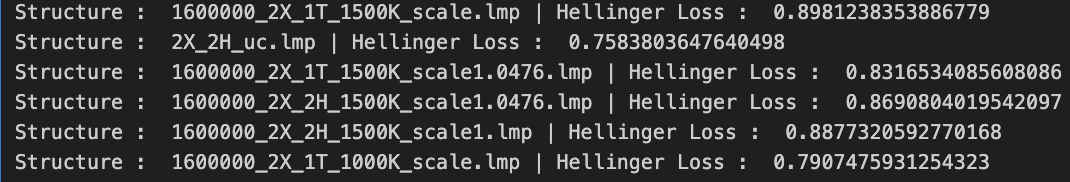 Structure :  1600000_2X_1T_1500K_scale.lmp | Hellinger Loss :  0.8981238353886779
Structure :  2X_2H_uc.lmp | Hellinger Loss :  0.7583803647640498
Structure :  1600000_2X_1T_1500K_scale1.0476.lmp | Hellinger Loss :  0.8316534085608086
Structure :  1600000_2X_2H_1500K_scale1.0476.lmp | Hellinger Loss :  0.8690804019542097
Structure :  1600000_2X_2H_1500K_scale1.lmp | Hellinger Loss :  0.8877320592770168
Structure :  1600000_2X_1T_1000K_scale.lmp | Hellinger Loss :  0.7907475931254323